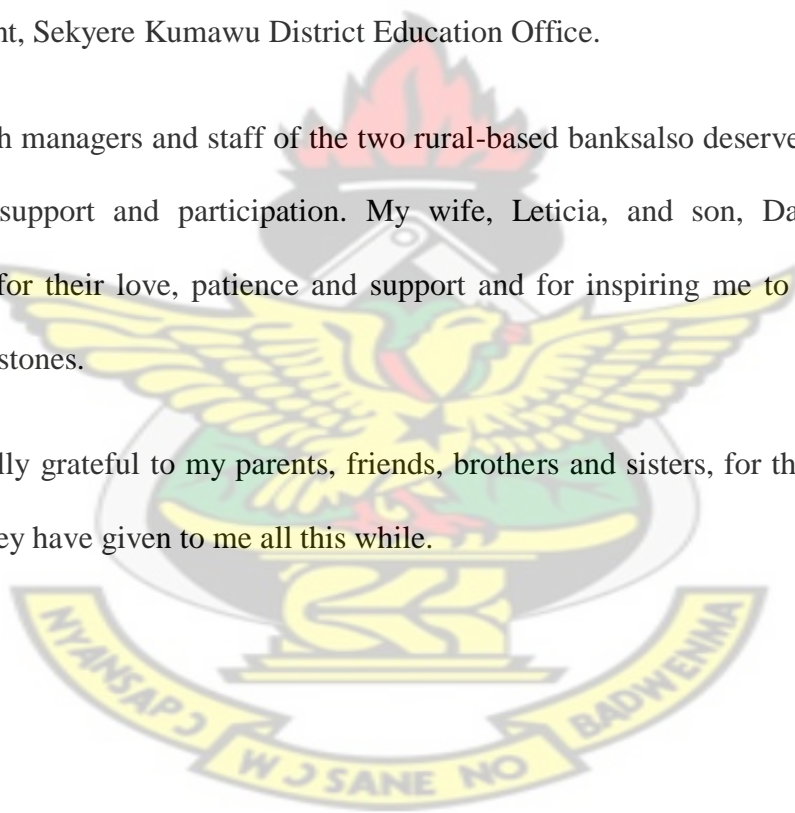 nt, Sekyere Kumawu District Education Office.
h managers and staff of the two rural-based banksalso deserve
support and participation. My wife, Leticia, and son, Da
for their love, patience and support and for inspiring me to
stones.
lly grateful to my parents, friends, brothers and sisters, for th
ey have given to me all this while.
NYANSAPƆ
WƆSANE NO
BADWENMA